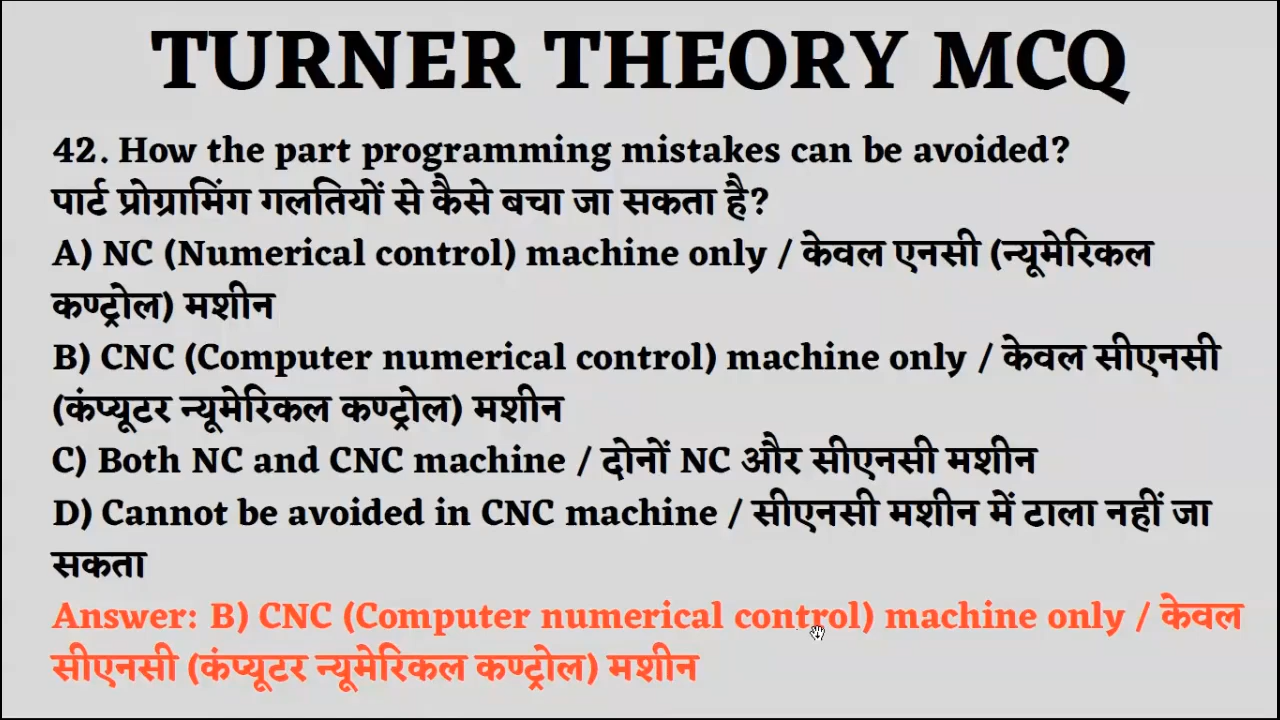 TURNER THEORY MCQ
42. How the part programming mistakes can be avoided?
पार्ट प्रोग्रामिंग गलतियों से कैसे बचा जा सकता है?
A) NC (Numerical control) machine only / केवल एनसी (न्यूमेरिकल
कण्ट्रोल) मशीन
B) CNC (Computer numerical control) machine only / केवल सीएनसी
(कंप्यूटर न्यूमेरिकल कण्ट्रोल) मशीन
C) Both NC and CNC machine / दोनों NC और सीएनसी मशीन
D) Cannot be avoided in CNC machine / सीएनसी मशीन में टाला नहीं जा
सकता
Answer: B) CNC (Computer numerical control) machine only / केवल
सीएनसी (कंप्यूटर न्यूमेरिकल कण्ट्रोल) मशीन